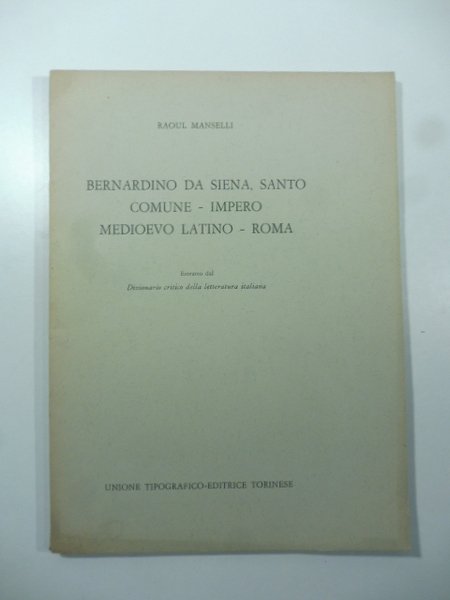 RAOUL MANSELLI
BERNARDINO DA SIENA, SANTO
COMUNE - IMPERO
MEDIOEVO LATINO - ROMA
Estratto dal
Dizionario critico della letteratura italiana
UNIONE TIPOGRAFICO-EDITRICE TORINESE